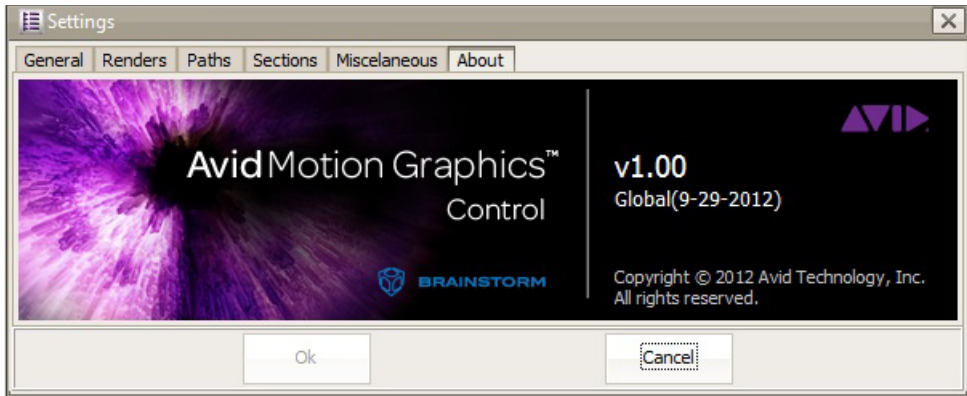 Settings
General Renders Paths Sections Miscelaneous About
AVID
Avid Motion Graphics™
Control
v1.00
Global(9-29-2012)
BRAINSTORM
Copyright © 2012 Avid Technology, Inc.
All rights reserved.
Ok Cancel